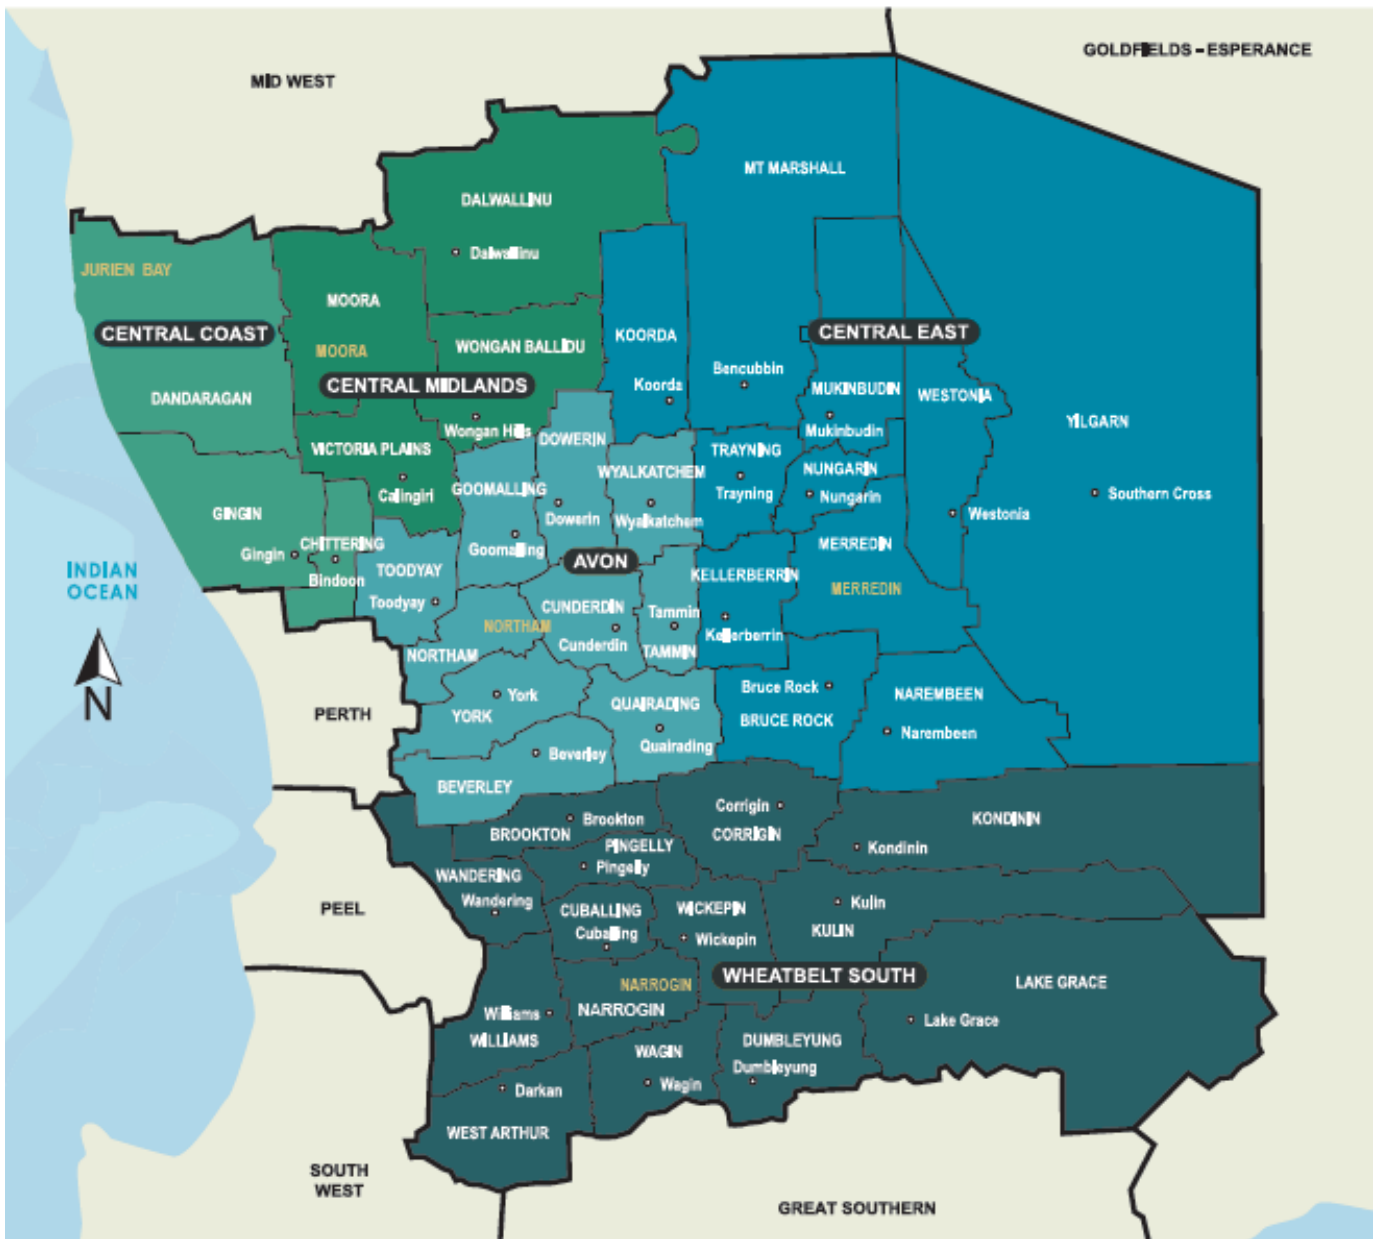 GOLDFIELDS – ESPERANCE
MID WEST
MT MARSHALL
DALWALLINU
Dalwallinu
JURIEN BAY
MOORA
CENTRAL COAST
CENTRAL EAST
KOORDA
WONGAN BALLIDU
MOORA
Bencubbin
CENTRAL MIDLANDS
Koorda
MUKINBUDIN
WESTONIA
DANDARAGAN
YILGARN
Wongan Hills
Mukinbudin
DOWERIN
VICTORIA PLAINS
TRAYNING
NUNGARIN
WYALKATCHEM
GOOMALLING
Calingiri
Trayning
Nungarin
Southern Cross
GINGIN
Dowerin
Wyalkatchem
Westonia
CHITTERING
MERREDIN
Gingin
Goomalling
AVON
INDIAN
OCEAN
Bindoon
TOODYAY
KELLERBERRIN
MERREDIN
Toodyay
CUNDERDIN
Tammin
NORTHAM
Kellerberrin
Cunderdin
NORTHAM
TAMMIN
N
York
Bruce Rock
NAREMBEEN
QUAIRADING
PERTH
YORK
BRUCE ROCK
Narembeen
Quairading
Beverley
BEVERLEY
Corrigin
Brookton
KONDININ
BROOKTON
CORRIGIN
PINGELLY
Kondinin
Pingelly
WANDERING
Wandering
Kulin
PEEL
CUBALLING
WICKEPIN
Cuballing
Wickepin
KULIN
WHEATBELT SOUTH
NARROGIN
LAKE GRACE
Williams
NARROGIN
Lake Grace
WILLIAMS
WAGIN
DUMBLEYUNG
Dumbleyung
Darkan
Wagin
WEST ARTHUR
SOUTH
WEST
GREAT SOUTHERN